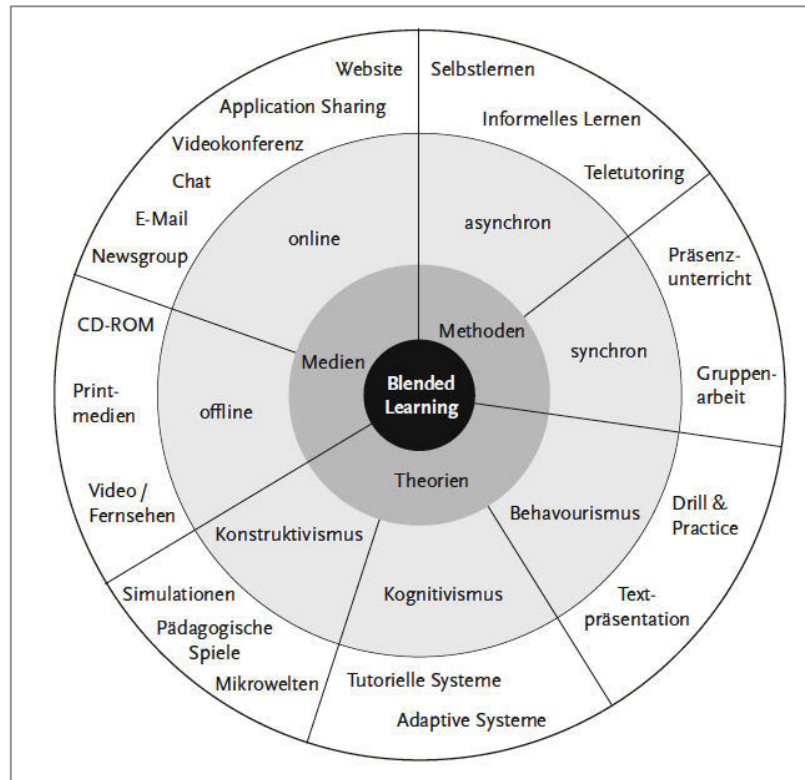 Website
Selbstlernen
Application Sharing
Informelles Lernen
Videokonferenz
Teletutoring
Chat
E-Mail
Newsgroup
online
asynchron
Präsenz-
unterricht
CD-ROM
Methoden
Medien
synchron
Blended
Learning
Gruppen-
arbeit
Print-
medien
offline
Theorien
Video /
Fernsehen
Behavourismus
Drill &
Practice
Konstruktivismus
Kognitivismus
Text-
präsentation
Simulationen
Pädagogische
Spiele
Mikrowelten
Tutorielle Systeme
Adaptive Systeme